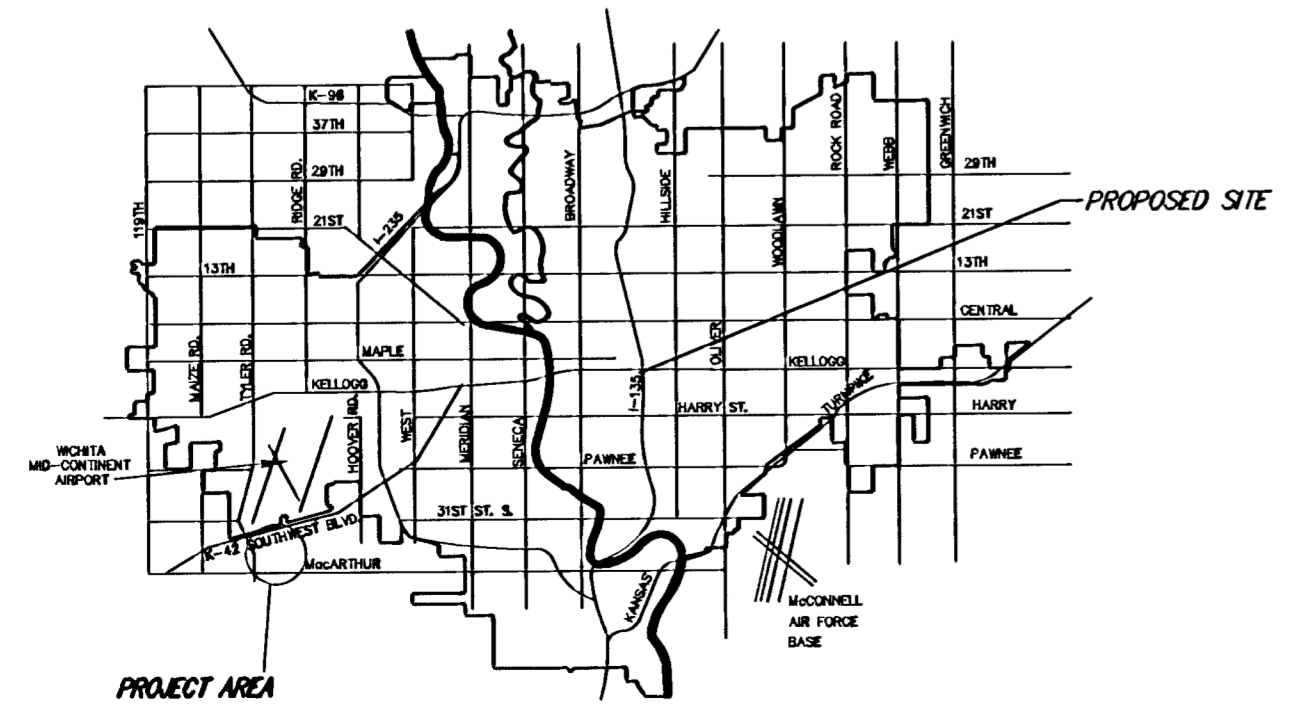 K-96
37TH
29TH
RIDGE RD.
21ST
I-235
119TH
13TH
MAIZE RD.
TYLER RD.
MAPLE
KELLOGG
HOOVER RD.
WEST
MERIDIAN
SENECA
BROADWAY
HILLSIDE
WOODLAWN
ROCK ROAD
WEBB
GREENWICH
29TH
21ST
PROPOSED SITE
13TH
CENTRAL
OLIVER
KELLOGG
I-135
HARRY ST.
TURNPIKE
HARRY
PAWNEE
PAWNEE
WICHITA
MID-CONTINENT
AIRPORT
31ST ST. S.
K-42 SOUTHWEST BLVD.
MacARTHUR
KANSAS
McCONNELL
AIR FORCE
BASE
PROJECT AREA